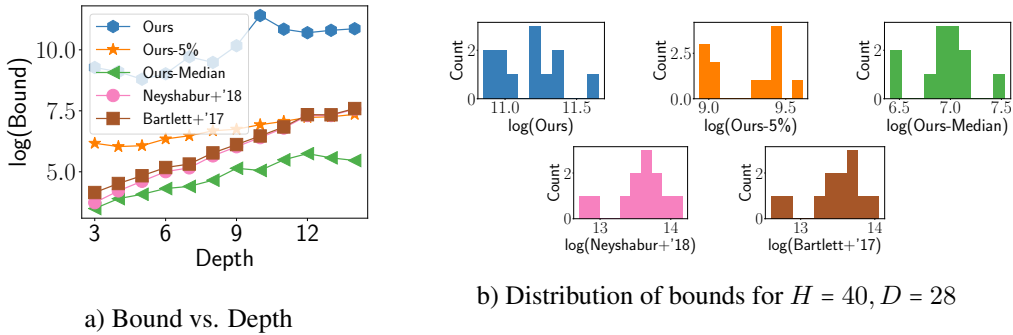 Ours
Ours-5%
Ours-Median
Neyshabur+'18
Bartlett+'17
log(Bound)
10.0
7.5
5.0
3
6
9
12
Depth
a) Bound vs. Depth
Count
2
0
11.0
11.5
log(Ours)
Count
2.5
0.0
9.0
9.5
log(Ours-5%)
Count
2
0
6.5
7.0
7.5
log(Ours-Median)
Count
2
0
13
14
log(Neyshabur+'18)
Count
2
0
13
14
log(Bartlett+'17)
b) Distribution of bounds for H = 40, D = 28